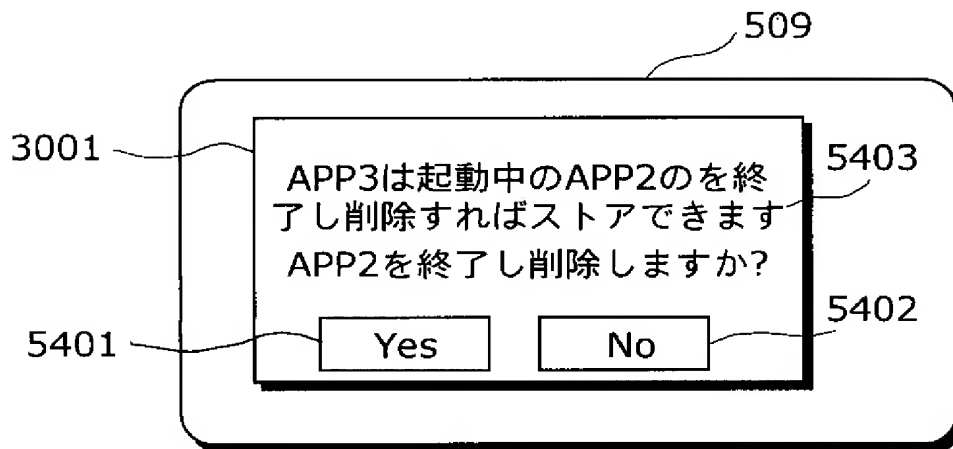 509
3001
5403
APP3は起動中のAPP2のを終
了し削除すればストアできます
APP2を終了し削除しますか?
5401
Yes
No
5402